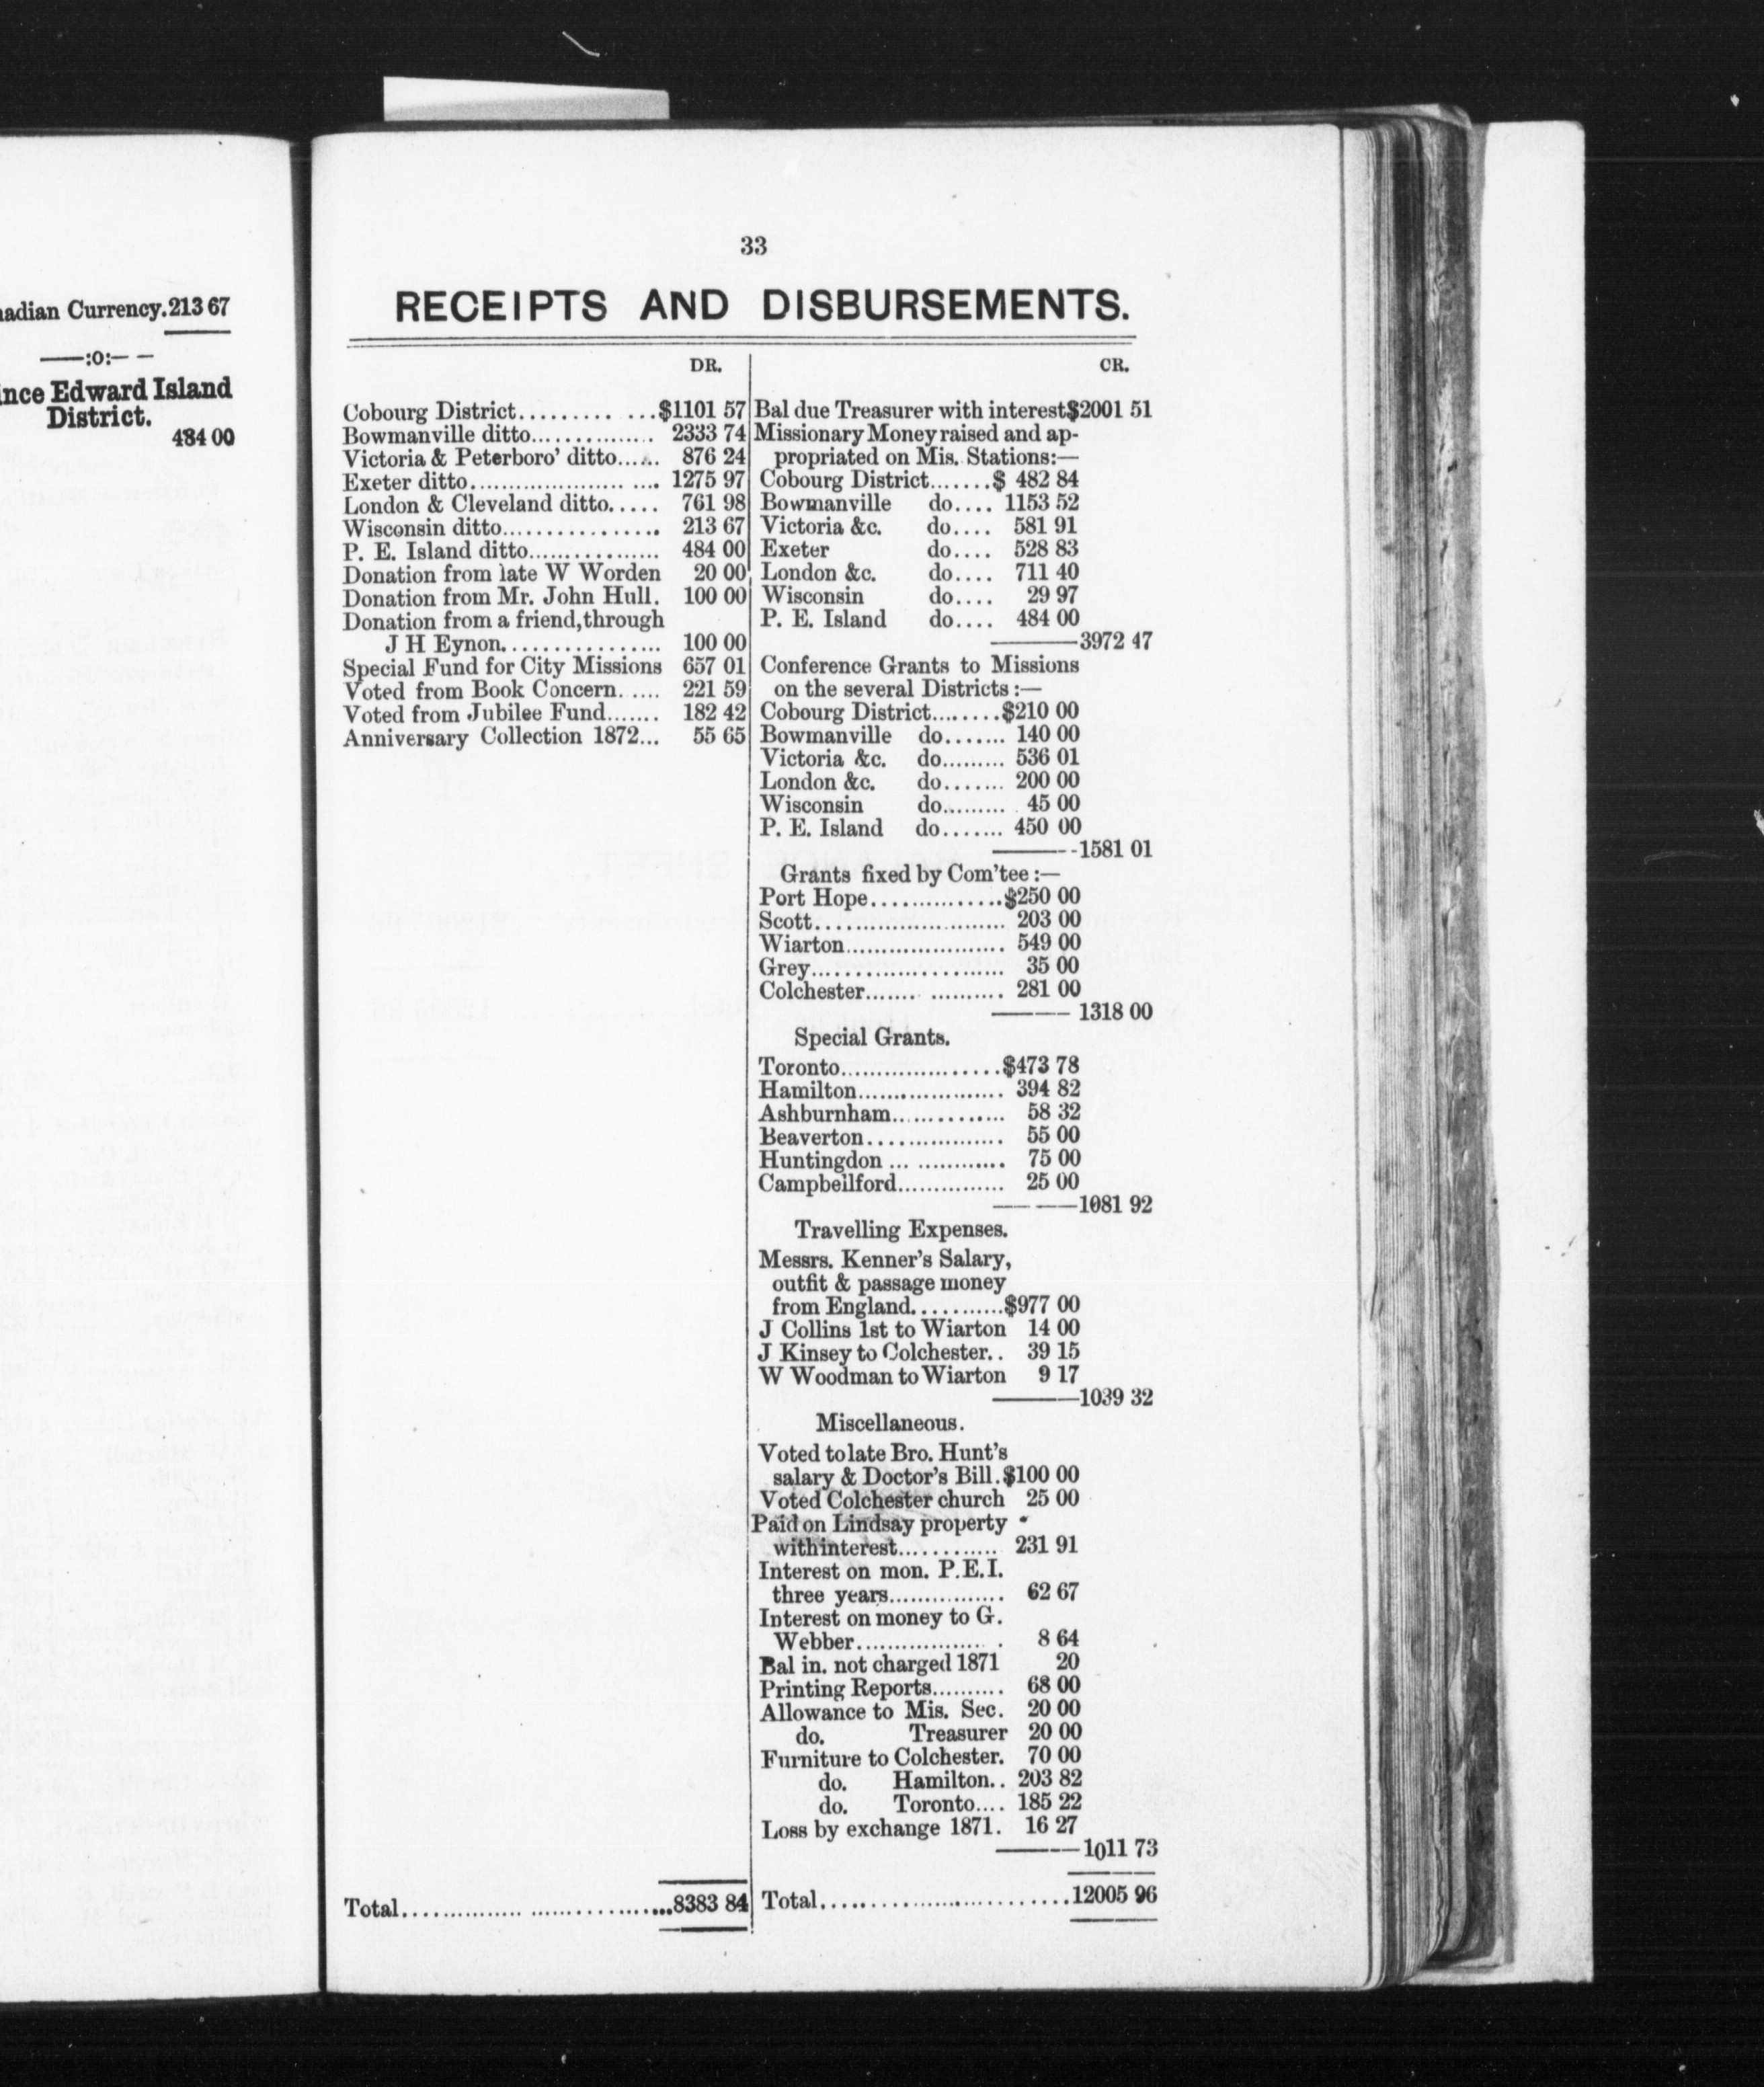 nadian Currency.213 67
——:o:— —
ince Edward Island
District.
484 00
33
RECEIPTS AND DISBURSEMENTS.
DR.
Cobourg District......... ...$1101 57
Bowmanville ditto.............. 2333 74
Victoria & Peterboro' ditto...... 876 24
Exeter ditto.................... .... 1275 97
London & Cleveland ditto..... 761 98
Wisconsin ditto................ 213 67
P. E. Island ditto................ 484 00
Donation from late W Worden 20 00
Donation from Mr. John Hull. 100 00
Donation from a friend,through
J H Eynon................ 100 00
Special Fund for City Missions 657 01
Voted from Book Concern. .... 221 59
Voted from Jubilee Fund....... 182 42
Anniversary Collection 1872... 55 65
Total............................8383 84
CR.
Bal due Treasurer with interest$2001 51
Missionary Money raised and ap-
propriated on Mis. Stations:—
Cobourg District.......$ 482 84
Bowmanville do.... 1153 52
Victoria &c. do.... 581 91
Exeter do.... 528 83
London &c. do.... 711 40
Wisconsin do.... 29 97
P. E. Island do.... 484 00
———3972 47
Conference Grants to Missions
on the several Districts :—
Cobourg District........$210 00
Bowmanville do....... 140 00
Victoria &c. do......... 536 01
London &c. do....... 200 00
Wisconsin do......... 45 00
P. E. Island do....... 450 00
———-1581 01
Grants fixed by Com'tee :—
Port Hope...............$250 00
Scott......................... 203 00
Wiarton...................... 549 00
Grey........................ 35 00
Colchester....... .......... 281 00
——— 1318 00
Special Grants.
Toronto.....................$473 78
Hamilton.................... 394 82
Ashburnham.............. 58 32
Beaverton................. 55 00
Huntingdon ... ............ 75 00
Campbellford............... 25 00
—— —1081 92
Travelling Expenses.
Messrs. Kenner's Salary,
outfit & passage money
from England...........$977 00
J Collins 1st to Wiarton 14 00
J Kinsey to Colchester.. 39 15
W Woodman to Wiarton 9 17
———1039 32
Miscellaneous.
Voted to late Bro. Hunt's
salary & Doctor's Bill.$100 00
Voted Colchester church 25 00
Paid on Lindsay property
with interest............ 231 91
Interest on mon. P.E.I.
three years................ 62 67
Interest on money to G.
Webber.................. . 8 64
Bal in. not charged 1871 20
Printing Reports.......... 68 00
Allowance to Mis. Sec. 20 00
do. Treasurer 20 00
Furniture to Colchester. 70 00
do. Hamilton.. 203 82
do. Toronto.... 185 22
Loss by exchange 1871. 16 27
———1011 73
Total............................12005 96